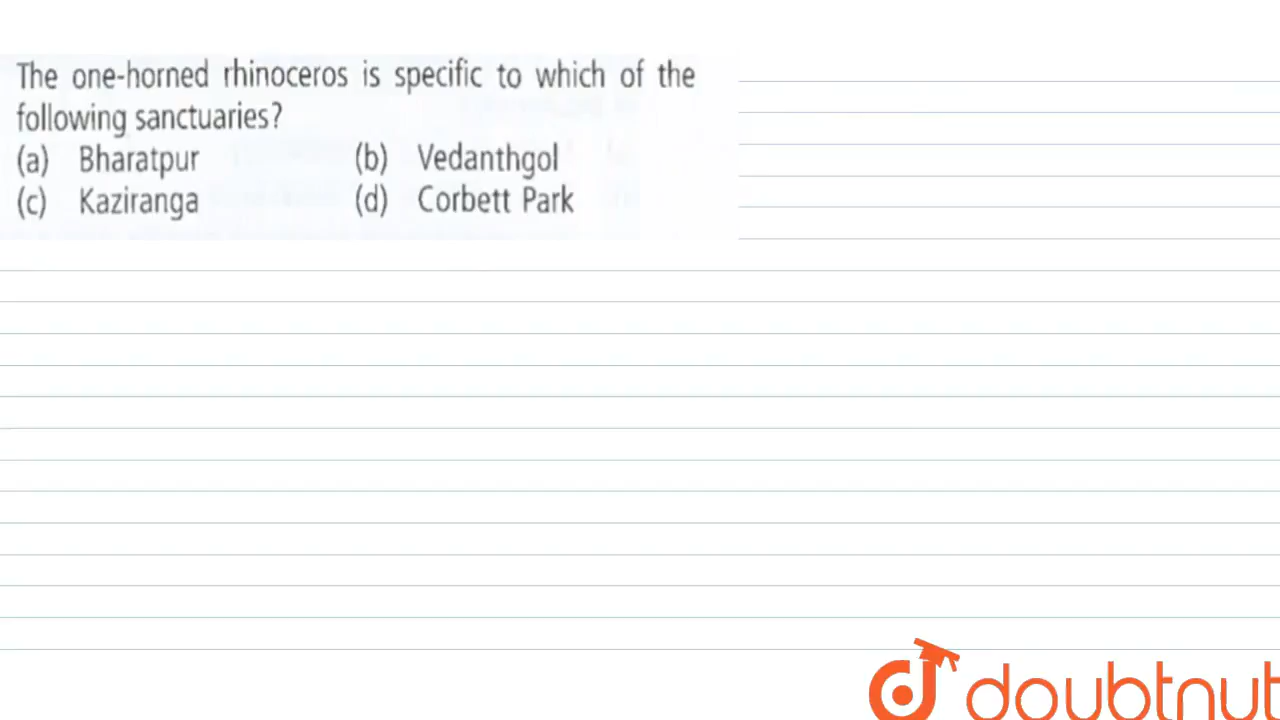 The one-horned rhinoceros is specific to which of the
following sanctuaries?
(a) Bharatpur (b) Vedanthgol
(c) Kaziranga (d) Corbett Park
doubtnut